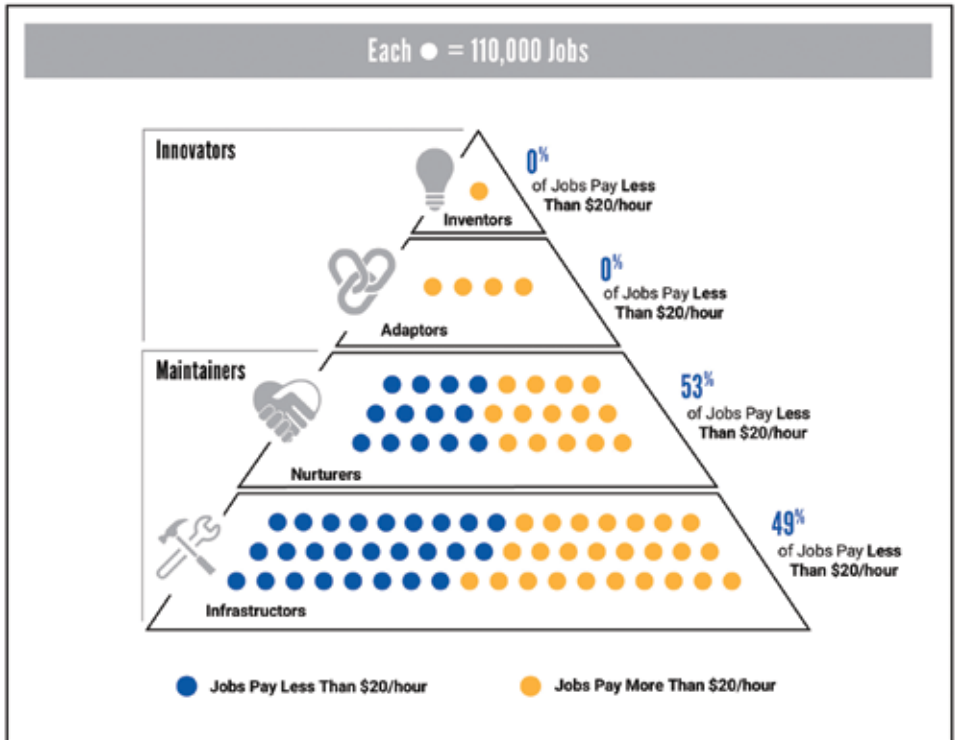 Each ● = 110,000 Jobs
Innovators
0%
of Jobs Pay Less
Than $20/hour
Inventors
0%
of Jobs Pay Less
Than $20/hour
Adaptors
Maintainers
53%
of Jobs Pay Less
Than $20/hour
Nurturers
49%
of Jobs Pay Less
Than $20/hour
Infrastructors
Jobs Pay Less Than $20/hour
Jobs Pay More Than $20/hour